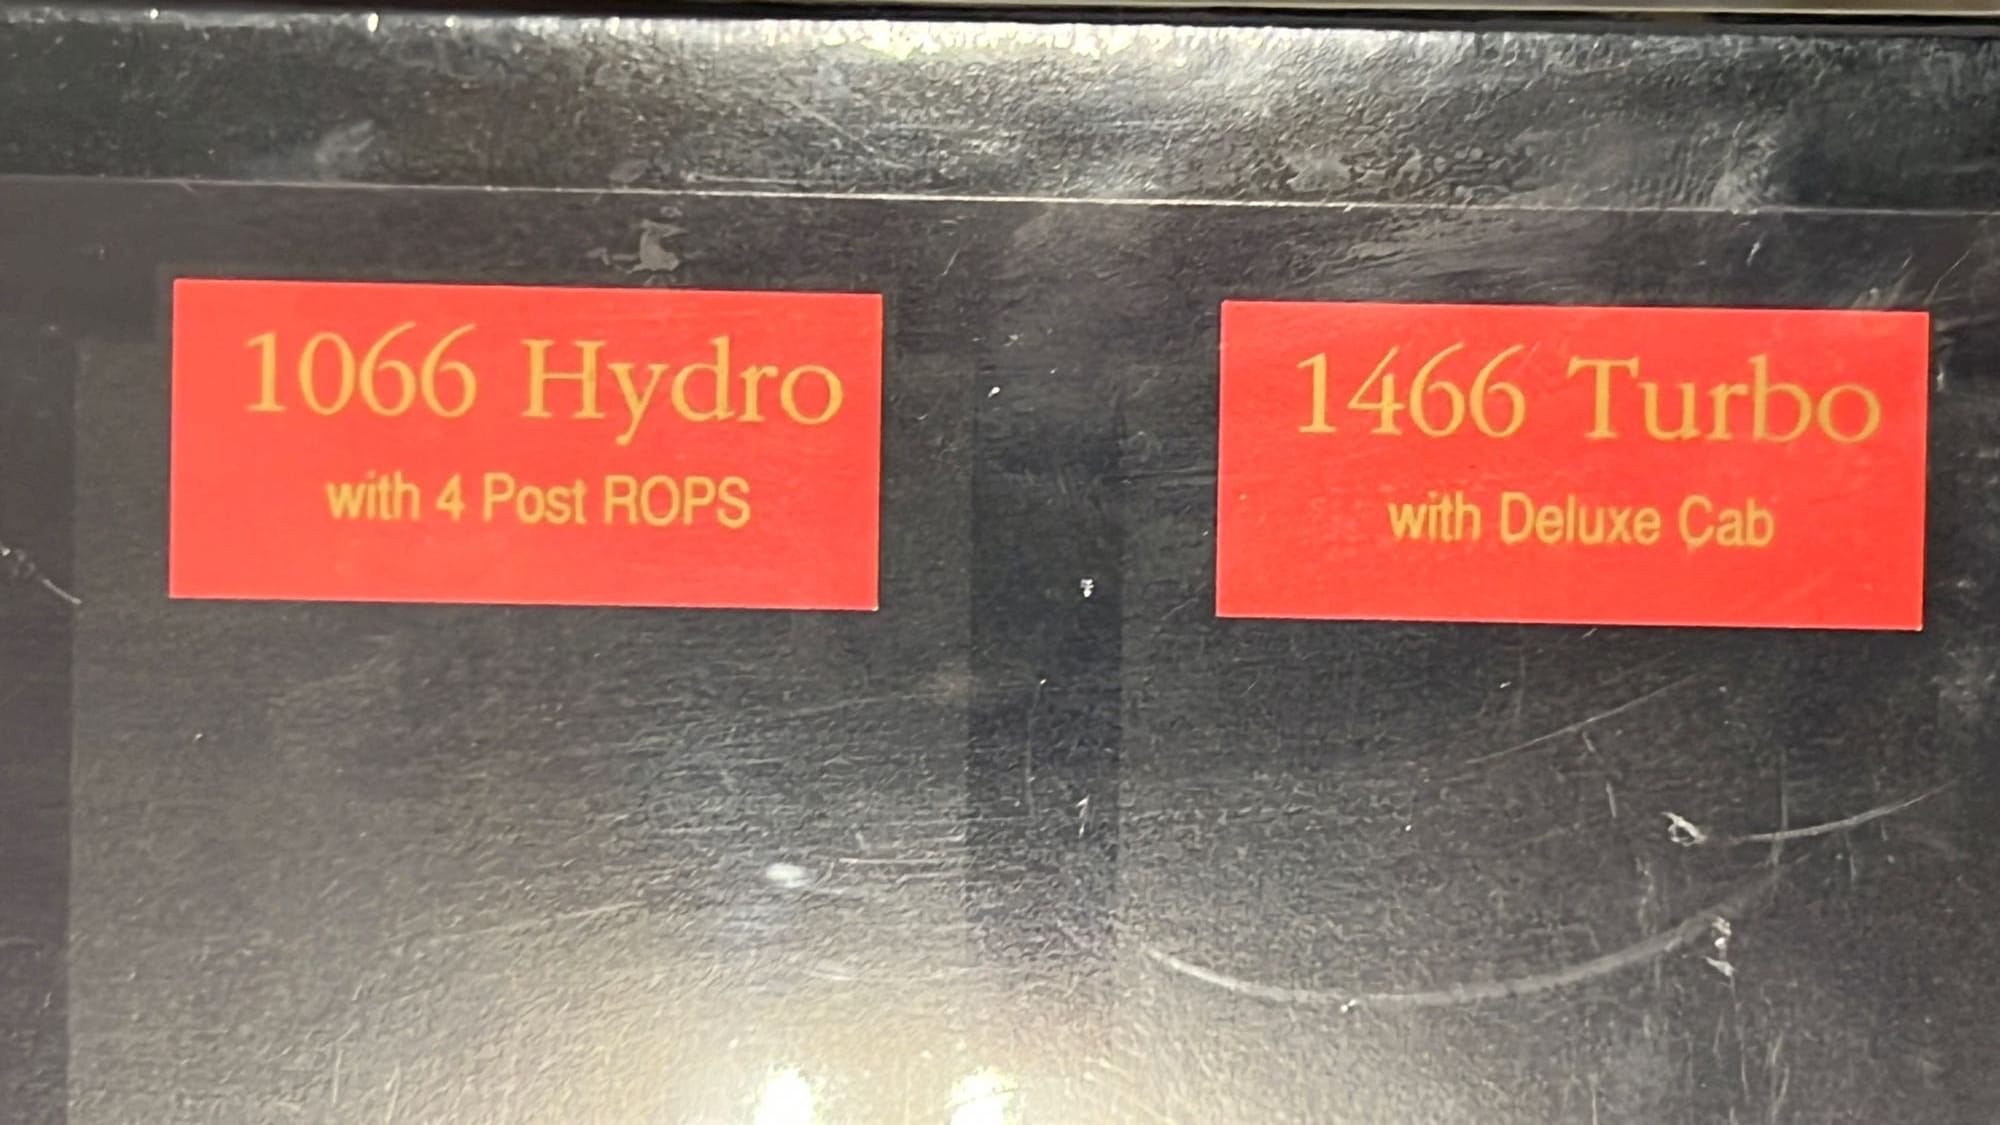 1066 Hydro
with 4 Post ROPS
1466 Turbo
with Deluxe Cab